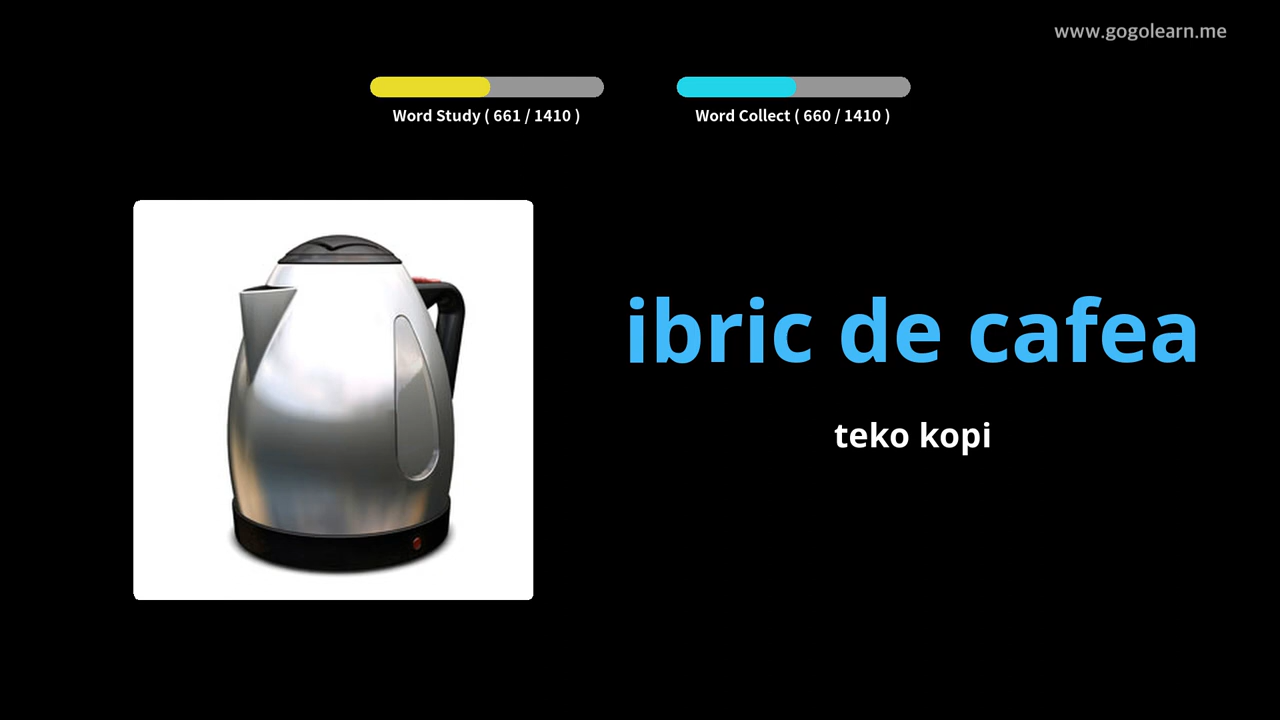 www.gogolearn.me
Word Study ( 661 / 1410 )
Word Collect ( 660 / 1410 )
ibric de cafea
teko kopi